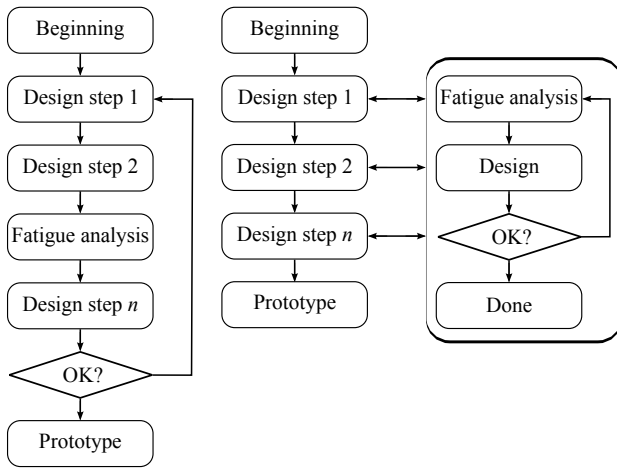 Beginning
Design step 1
Design step 2
Fatigue analysis
Design step n
OK?
Prototype
Beginning
Design step 1
Design step 2
Design step n
Prototype
Fatigue analysis
Design
OK?
Done